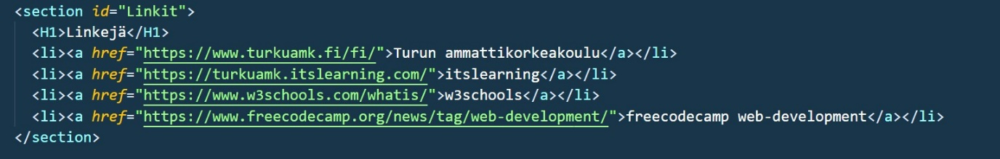 <section id="Linkit">
<H1>Linkejä</H1>
<li><a href="https://www.turkuamk.fi/fi/">Turun ammattikorkeakoulu</a></li>
<li><a href="https://turkuamk.itslearning.com/">itslearning</a></li>
<li><a href="https://www.w3schools.com/whatis/">w3schools</a></li>
<li><a href="https://www.freecodecamp.org/news/tag/web-development/">freecodecamp web-development</a></li>
</section>